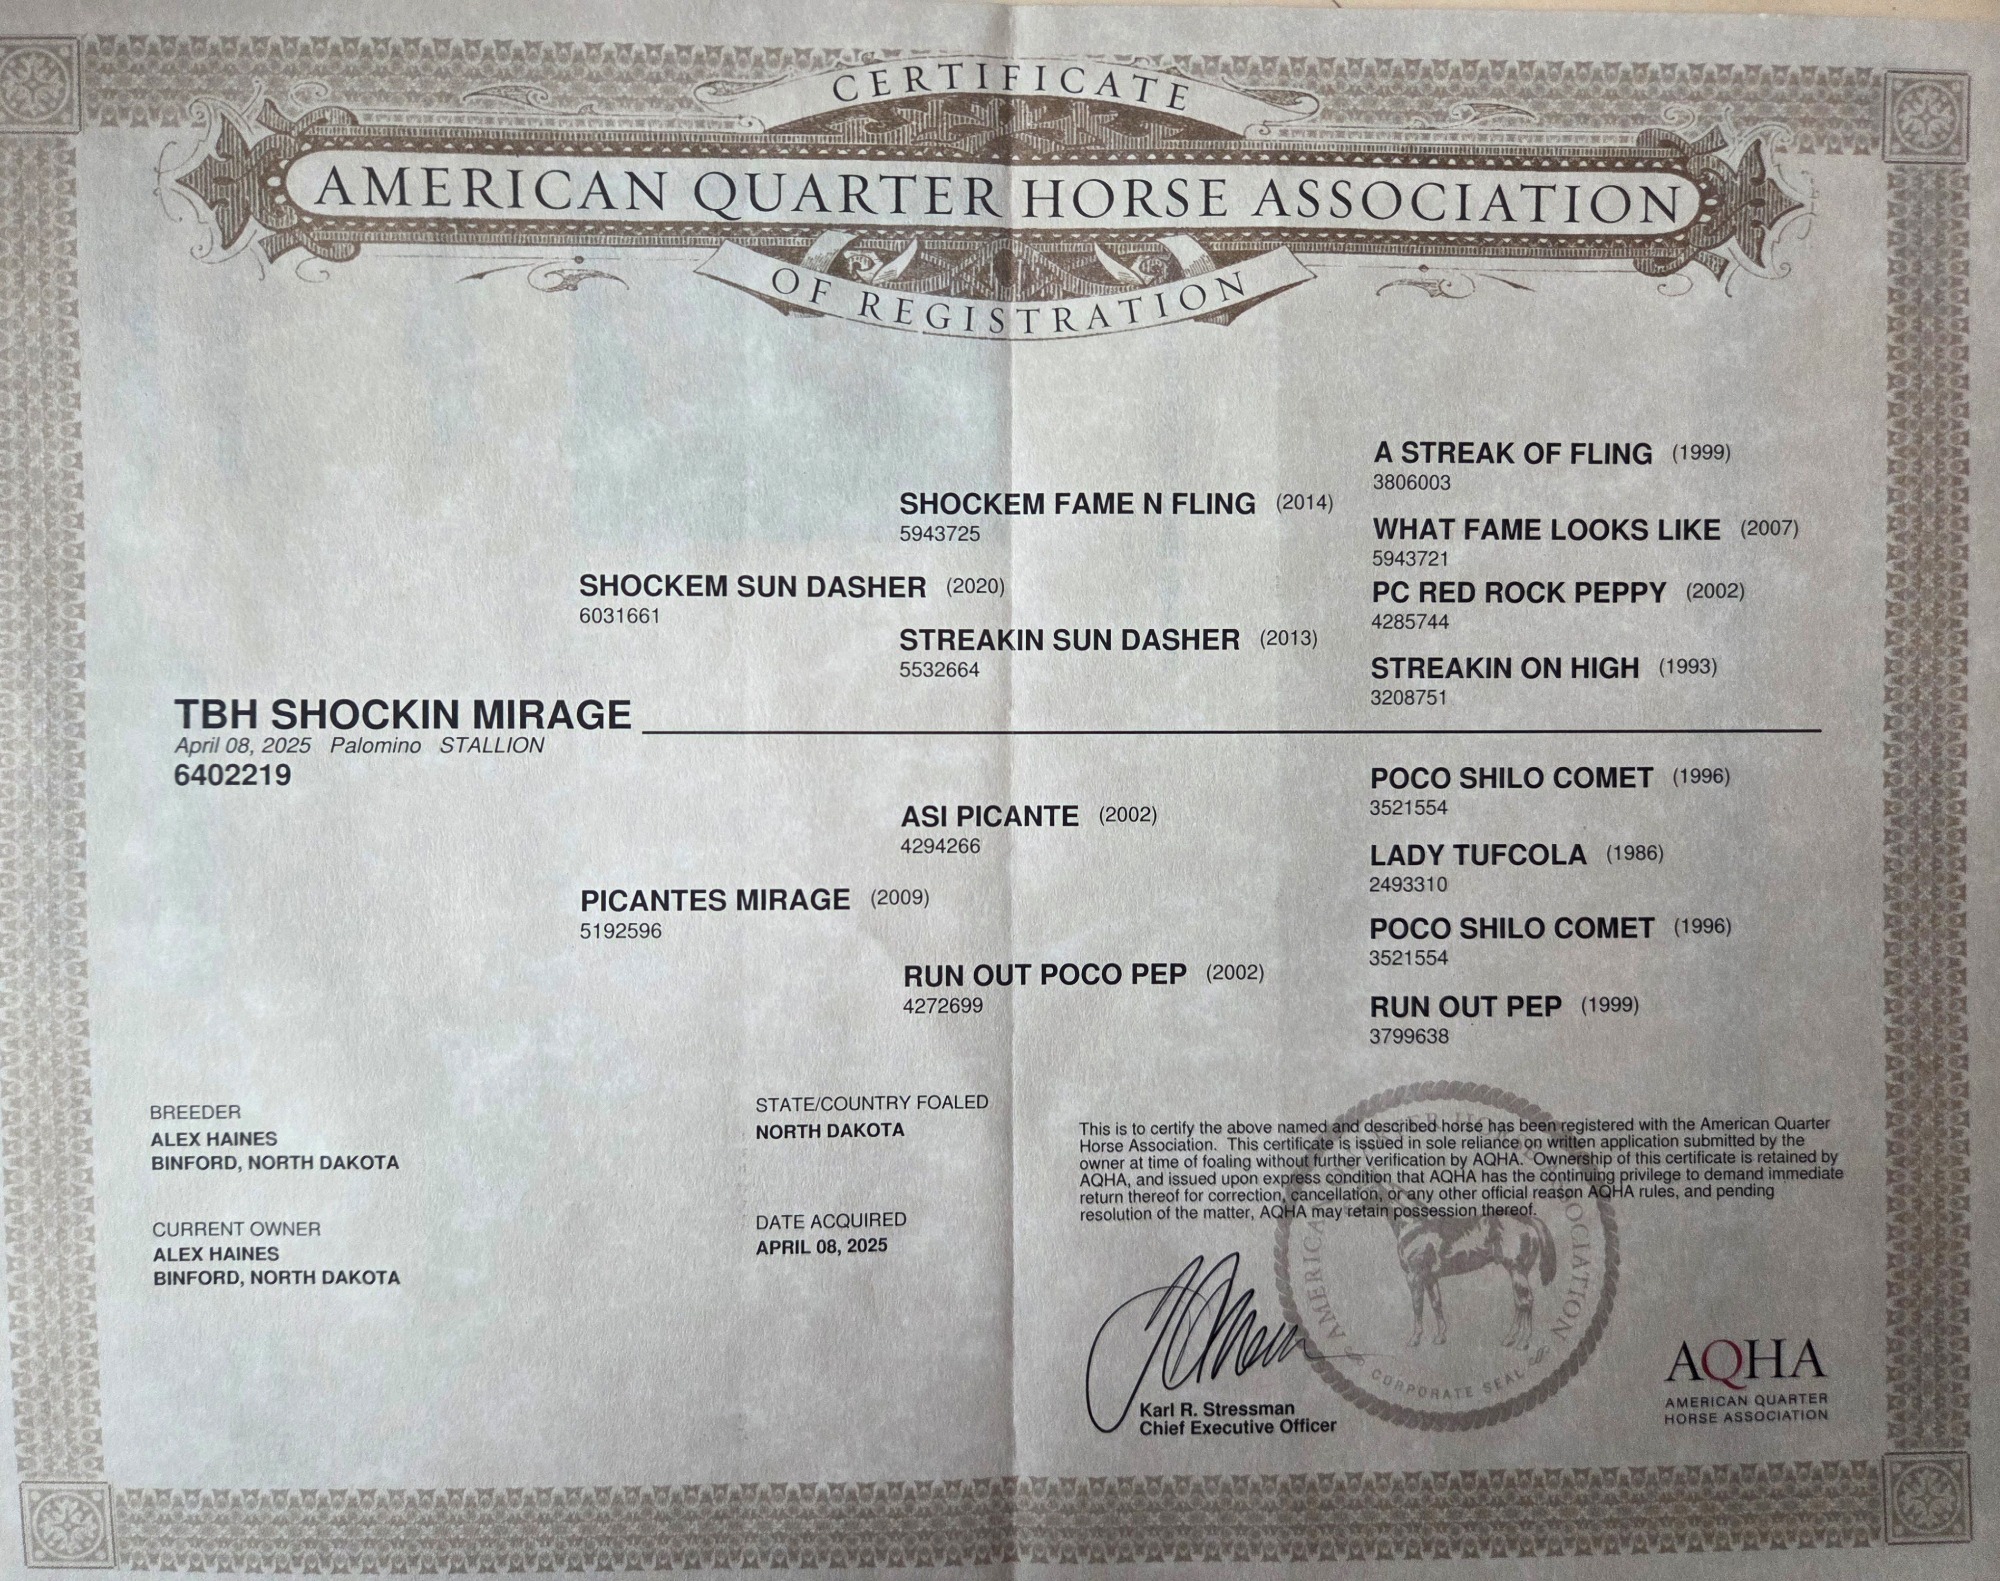 CERTIFICATE
AMERICAN QUARTER HORSE ASSOCIATION
OF REGISTRATION
A STREAK OF FLING (1999)
3806003
SHOCKEM FAME N FLING (2014)
5943725
WHAT FAME LOOKS LIKE (2007)
5943721
SHOCKEM SUN DASHER (2020)
6031661
PC RED ROCK PEPPY (2002)
4285744
STREAKIN SUN DASHER (2013)
5532664
STREAKIN ON HIGH (1993)
3208751
TBH SHOCKIN MIRAGE
April 08, 2025 Palomino STALLION
6402219
POCO SHILO COMET (1996)
3521554
ASI PICANTE (2002)
4294266
LADY TUFCOLA (1986)
2493310
PICANTES MIRAGE (2009)
5192596
POCO SHILO COMET (1996)
3521554
RUN OUT POCO PEP (2002)
4272699
RUN OUT PEP (1999)
3799638
BREEDER
ALEX HAINES
BINFORD, NORTH DAKOTA
STATE/COUNTRY FOALED
NORTH DAKOTA
CURRENT OWNER
ALEX HAINES
BINFORD, NORTH DAKOTA
DATE ACQUIRED
APRIL 08, 2025
This is to certify the above named and described horse has been registered with the American Quarter
Horse Association. This certificate is issued in sole reliance on written application submitted by the
owner at time of foaling without further verification by AQHA. Ownership of this certificate is retained by
AQHA, and issued upon express condition that AQHA has the continuing privilege to demand immediate
return thereof for correction, cancellation, or any other official reason AQHA rules, and pending
resolution of the matter, AQHA may retain possession thereof.
AMERICAN QUARTER HORSE ASSOCIATION
CORPORATE SEAL
Karl R. Stressman
Chief Executive Officer
AQHA
AMERICAN QUARTER
HORSE ASSOCIATION